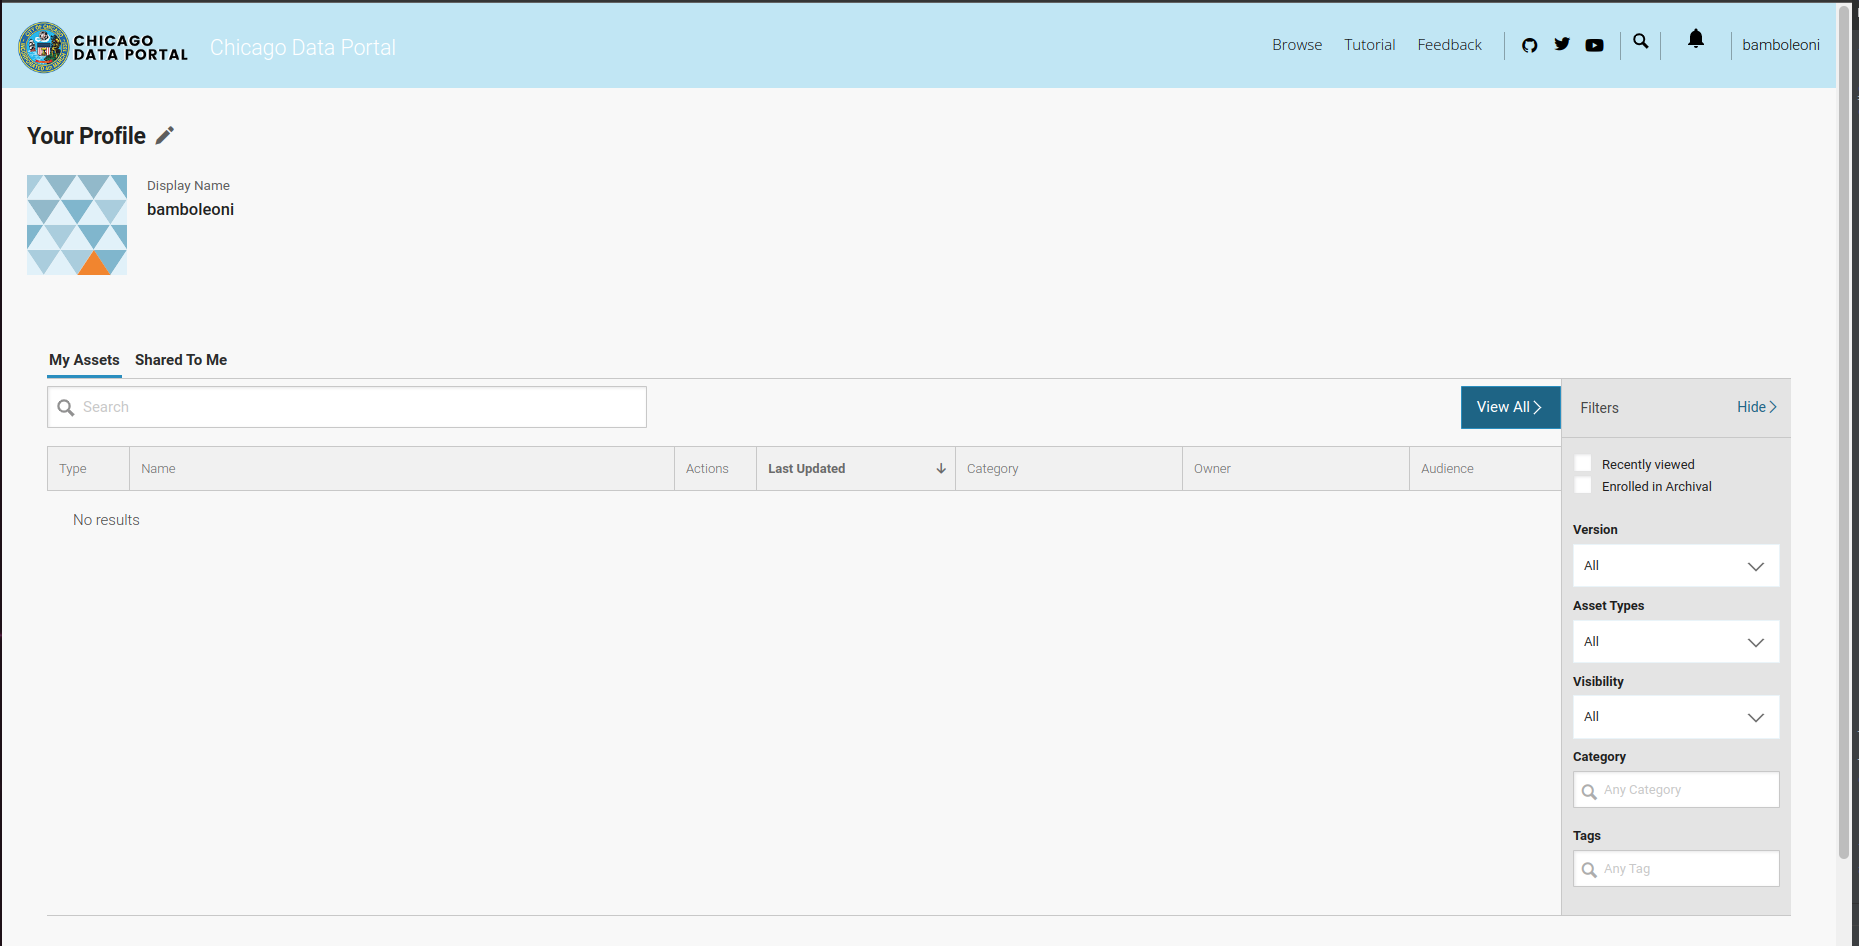 CHICAGO
DATA PORTAL
Chicago Data Portal
Browse Tutorial Feedback bamboleoni
Your Profile
Display Name
bamboleoni
My Assets Shared To Me
Search
View All
Filters Hide
Type Name Actions Last Updated Category Owner Audience
No results
Recently viewed
Enrolled in Archival
Version
All
Asset Types
All
Visibility
All
Category
Any Category
Tags
Any Tag